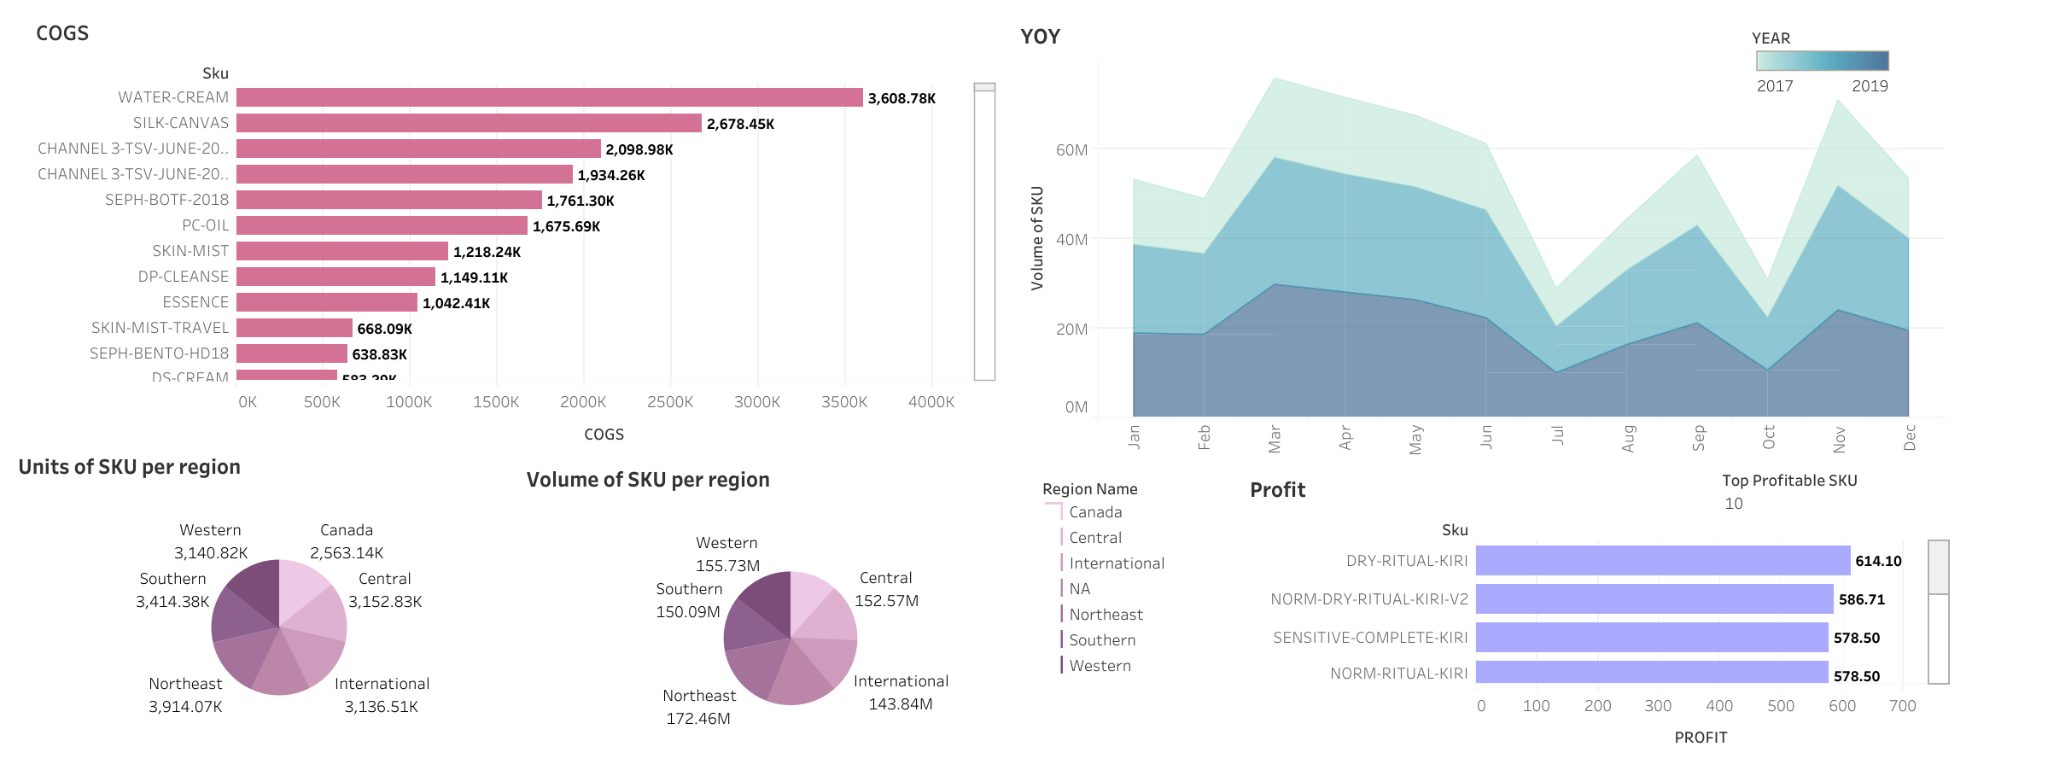 COGS
Sku
WATER-CREAM
3,608.78K
SILK-CANVAS
2,678.45K
CHANNEL 3-TSV-JUNE-20..
2,098.98K
CHANNEL 3-TSV-JUNE-20..
1,934.26K
SEPH-BOTF-2018
1,761.30K
PC-OIL
1,675.69K
SKIN-MIST
1,218.24K
DP-CLEANSE
1,149.11K
ESSENCE
1,042.41K
SKIN-MIST-TRAVEL
668.09K
SEPH-BENTO-HD18
638.83K
DS-CREAM
583.29K
0K 500K 1000K 1500K 2000K 2500K 3000K 3500K 4000K
COGS
YOY
YEAR
2017 2019
Volume of SKU
60M
40M
20M
0M
Jan Feb Mar Apr May Jun Jul Aug Sep Oct Nov Dec
Units of SKU per region
Western
3,140.82K
Canada
2,563.14K
Southern
3,414.38K
Central
3,152.83K
Northeast
3,914.07K
International
3,136.51K
Volume of SKU per region
Western
155.73M
Central
152.57M
Southern
150.09M
International
143.84M
Northeast
172.46M
Region Name
Canada
Central
International
NA
Northeast
Southern
Western
Profit
Top Profitable SKU
10
Sku
DRY-RITUAL-KIRI
614.10
NORM-DRY-RITUAL-KIRI-V2
586.71
SENSITIVE-COMPLETE-KIRI
578.50
NORM-RITUAL-KIRI
578.50
0 100 200 300 400 500 600 700
PROFIT